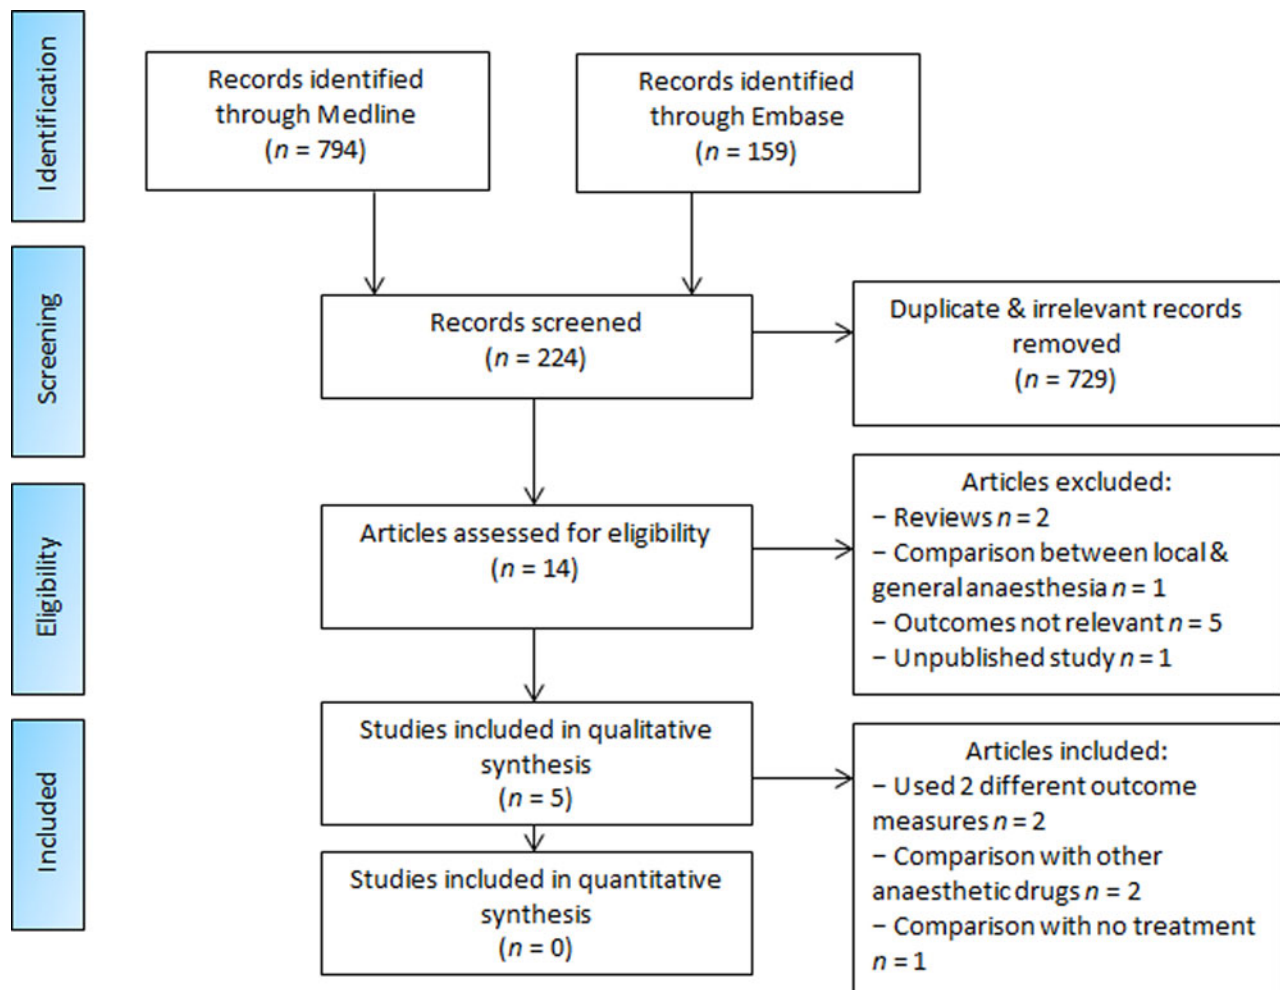 Identification
Records identified
through Medline
(n = 794)
Records identified
through Embase
(n = 159)
Screening
Records screened
(n = 224)
Duplicate & irrelevant records
removed
(n = 729)
Eligibility
Articles assessed for eligibility
(n = 14)
Articles excluded:
− Reviews n = 2
− Comparison between local &
general anaesthesia n = 1
− Outcomes not relevant n = 5
− Unpublished study n = 1
Included
Studies included in qualitative
synthesis
(n = 5)
Articles included:
− Used 2 different outcome
measures n = 2
− Comparison with other
anaesthetic drugs n = 2
− Comparison with no treatment
n = 1
Studies included in quantitative
synthesis
(n = 0)